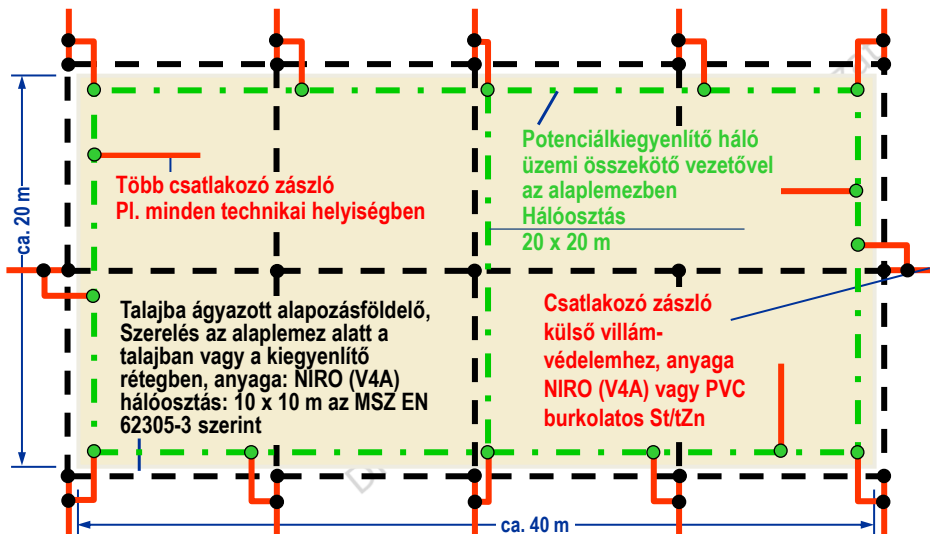 Potenciálkiegyenlítő háló
üzemi összekötő vezetővel
az alaplemezben
Hálóosztás
20 x 20 m
Több csatlakozó zászló
Pl. minden technikai helyiségben
ca. 20 m
Talajba ágyazott alapozásföldelő,
Szerelés az alaplemez alatt a
talajban vagy a kiegyenlítő
rétegben, anyaga: NIRO (V4A)
hálóosztás: 10 x 10 m az MSZ EN
62305-3 szerint
Csatlakozó zászló
külső villám-
védelemhez, anyaga
NIRO (V4A) vagy PVC
burkolatos St/tZn
ca. 40 m